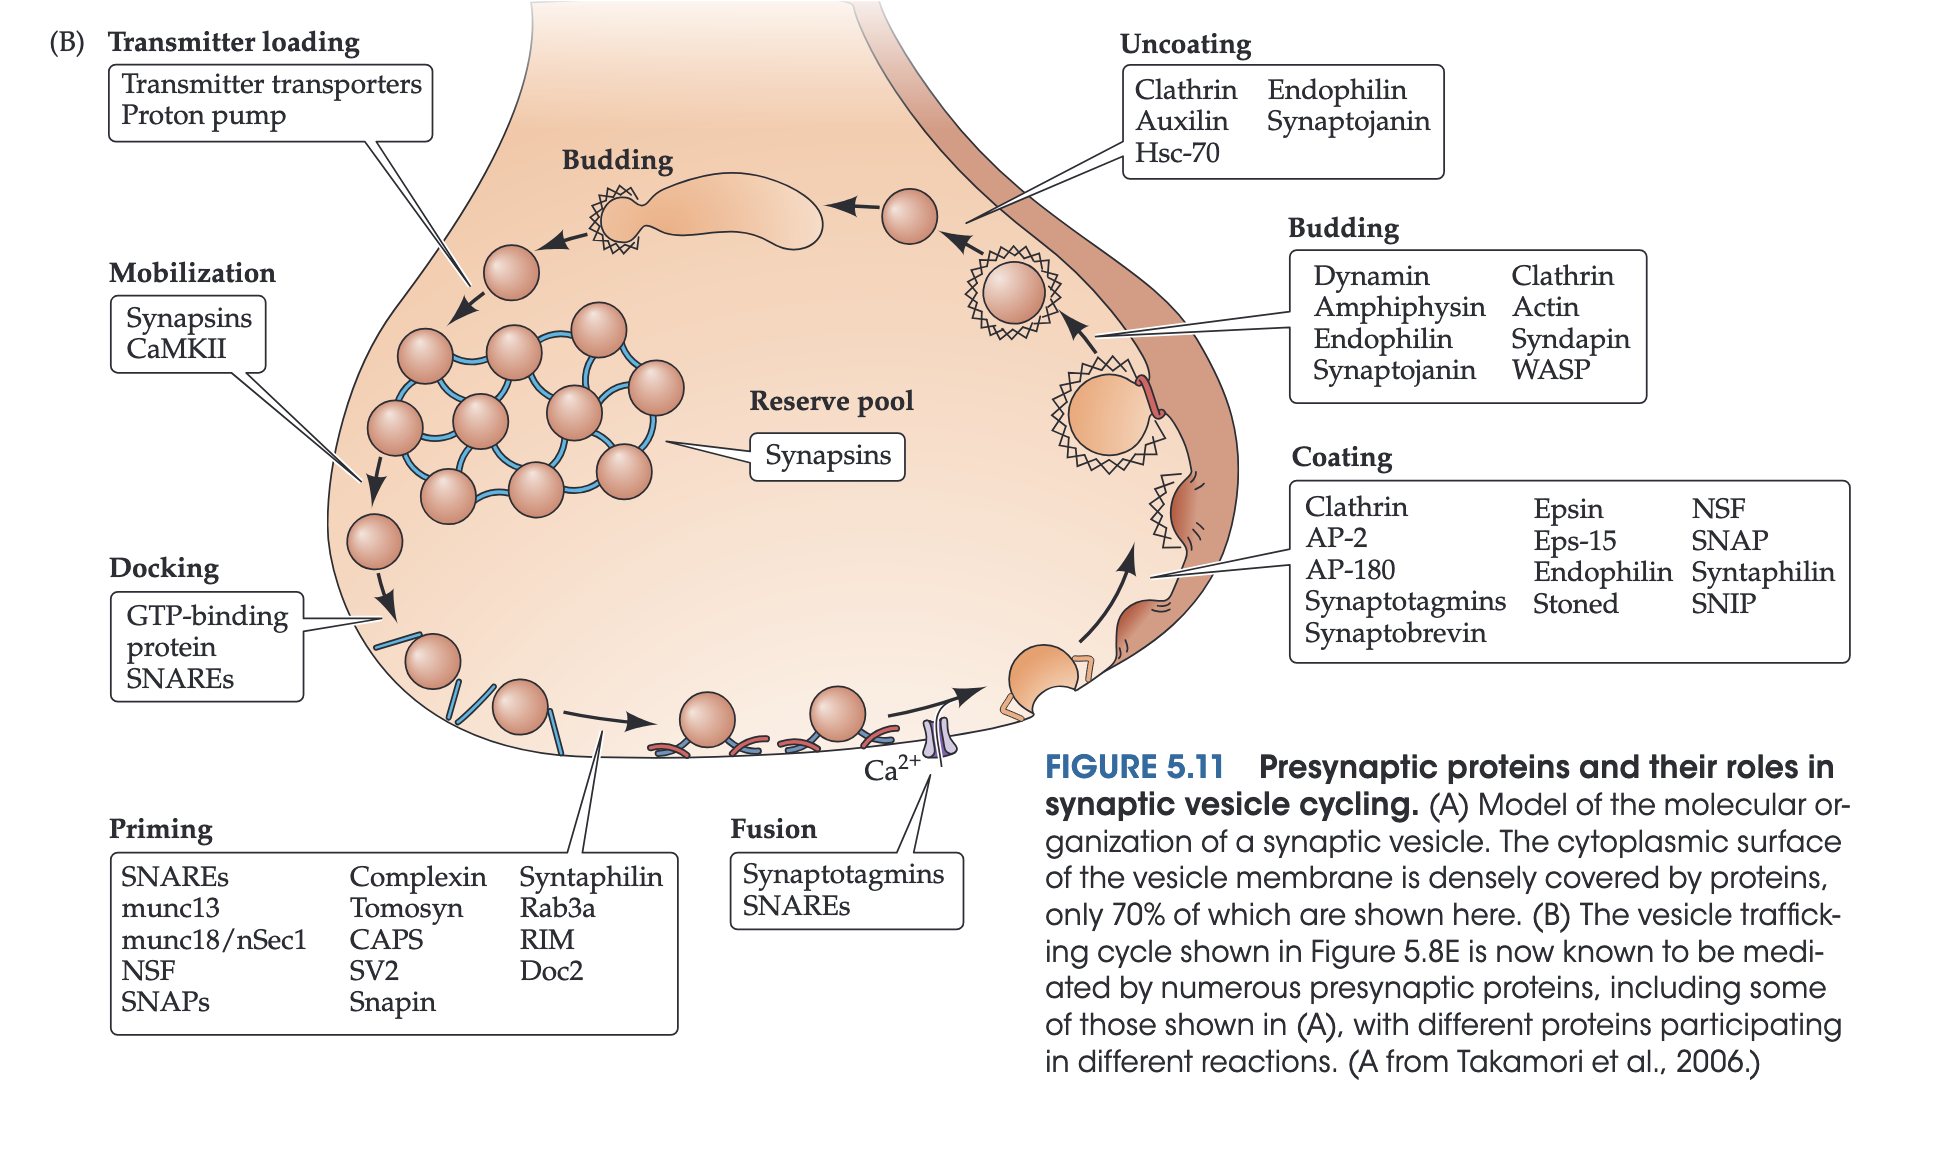 (B) Transmitter loading
Transmitter transporters
Proton pump
Budding
Mobilization
Synapsins
CaMKII
Reserve pool
Synapsins
Docking
GTP-binding
protein
SNAREs
Priming
SNAREs Complexin Syntaphilin
munc13 Tomosyn Rab3a
munc18/nSec1 CAPS RIM
NSF SV2 Doc2
SNAPs Snapin
Ca2+
Fusion
Synaptotagmins
SNAREs
Uncoating
Clathrin Endophilin
Auxilin Synaptojanin
Hsc-70
Budding
Dynamin Clathrin
Amphiphysin Actin
Endophilin Syndapin
Synaptojanin WASP
Coating
Clathrin Epsin NSF
AP-2 Eps-15 SNAP
AP-180 Endophilin Syntaphilin
Synaptotagmins Stoned SNIP
Synaptobrevin
FIGURE 5.11 Presynaptic proteins and their roles in
synaptic vesicle cycling. (A) Model of the molecular or-
ganization of a synaptic vesicle. The cytoplasmic surface
of the vesicle membrane is densely covered by proteins,
only 70% of which are shown here. (B) The vesicle traffick-
ing cycle shown in Figure 5.8E is now known to be medi-
ated by numerous presynaptic proteins, including some
of those shown in (A), with different proteins participating
in different reactions. (A from Takamori et al., 2006.)